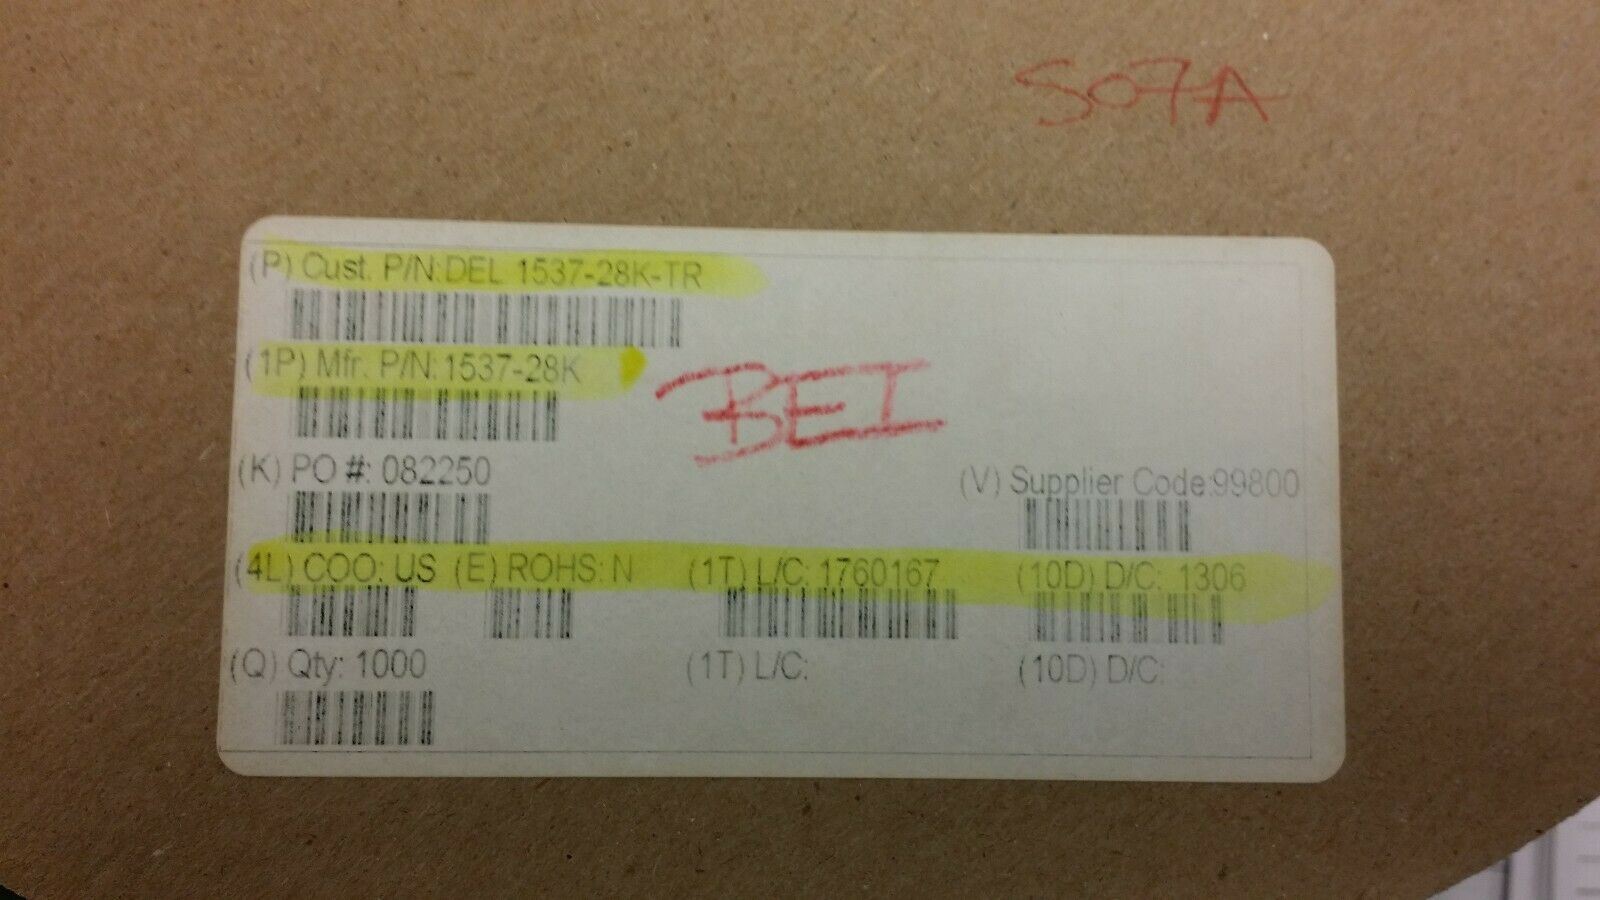 S07A
(P) Cust. P/N:DEL 1537-28K-TR
(1P) Mfr. P/N:1537-28K
BEI
(K) PO #: 082250
(V) Supplier Code:99800
(4L) COO: US (E) ROHS: N (1T) L/C: 1760167 (10D) D/C: 1306
(Q) Qty: 1000 (1T) L/C: (10D) D/C: